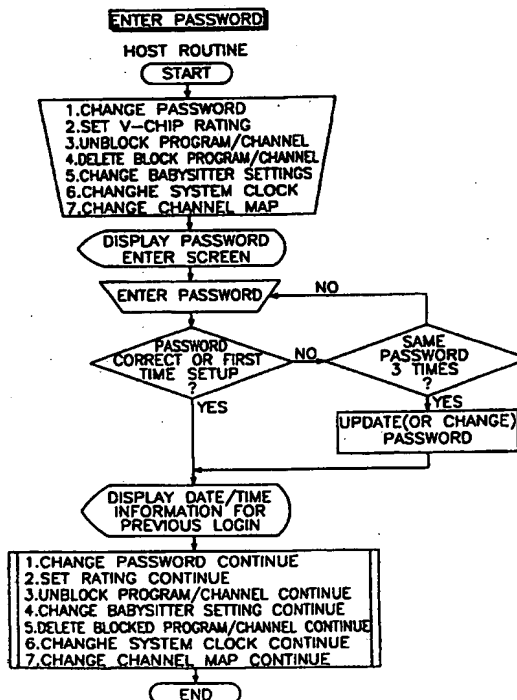 ENTER PASSWORD
HOST ROUTINE
START
1.CHANGE PASSWORD
2.SET V-CHIP RATING
3.UNBLOCK PROGRAM/CHANNEL
4.DELETE BLOCK PROGRAM/CHANNEL
5.CHANGE BABYSITTER SETTINGS
6.CHANGHE SYSTEM CLOCK
7.CHANGE CHANNEL MAP
DISPLAY PASSWORD
ENTER SCREEN
ENTER PASSWORD
NO
PASSWORD
CORRECT OR FIRST
TIME SETUP
?
NO
SAME
PASSWORD
3 TIMES
?
YES
YES
UPDATE(OR CHANGE)
PASSWORD
DISPLAY DATE/TIME
INFORMATION FOR
PREVIOUS LOGIN
1.CHANGE PASSWORD CONTINUE
2.SET RATING CONTINUE
3.UNBLOCK PROGRAM/CHANNEL CONTINUE
4.CHANGE BABYSITTER SETTING CONTINUE
5.DELETE BLOCKED PROGRAM/CHANNEL CONTINUE
6.CHANGHE SYSTEM CLOCK CONTINUE
7.CHANGE CHANNEL MAP CONTINUE
END